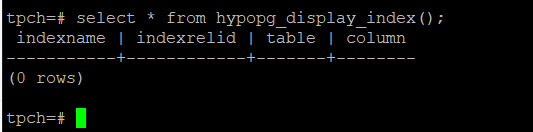 tpch=# select * from hypopg_display_index();
 indexname | indexrelid | table | column
-----------+------------+-------+--------
(0 rows)
tpch=#